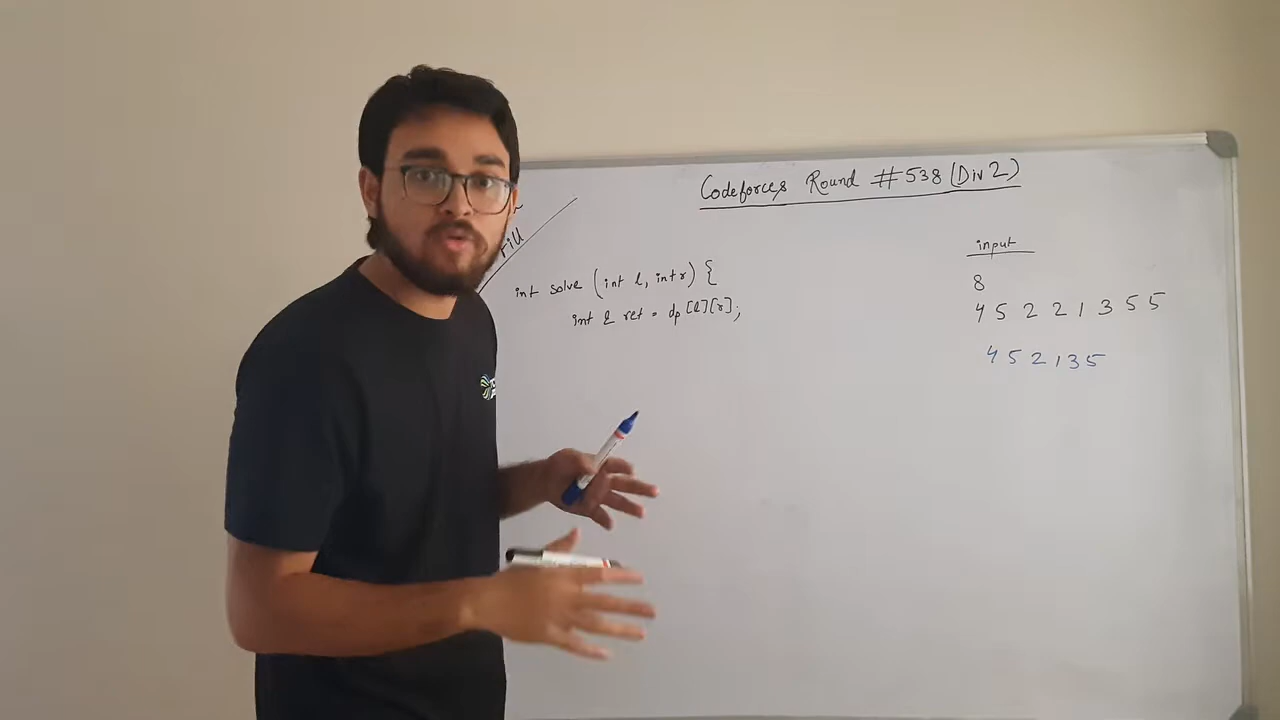 Codeforces Round #538 (Div 2)
rill
int solve (int l, int r) {
int & ret = dp[l][r];
input
8
4 5 2 2 1 3 5 5
4 5 2 1 3 5